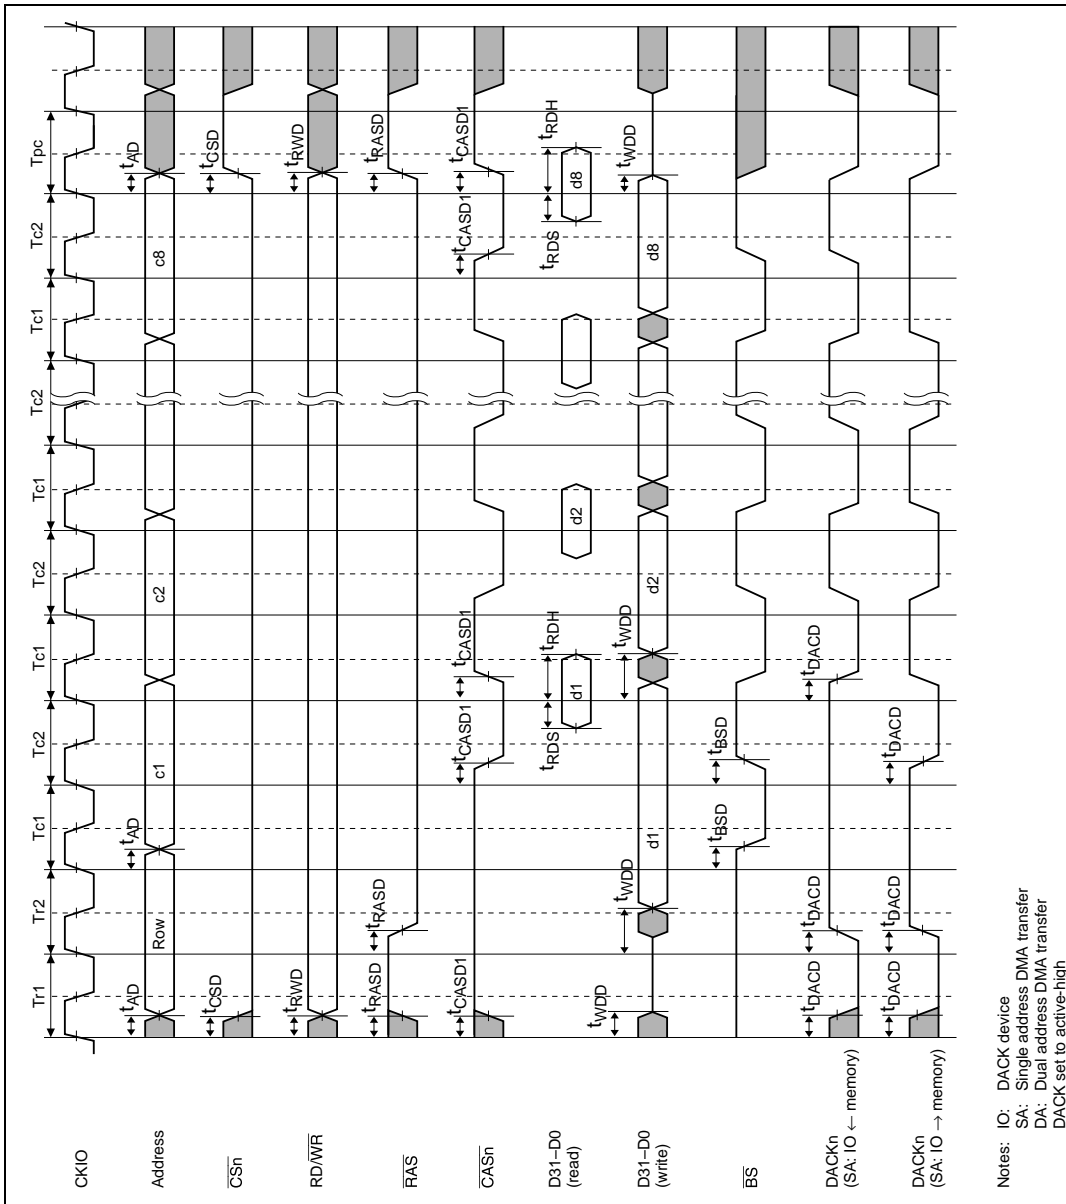 Tr1 Tr2 Tc1 Tc2 Tc1 Tc2 Tc1 Tc2 Tc1 Tc2 Tpc
CKIO
Address
tAD Row tAD c1 c2 c8 tAD
CSn
tCSD tCSD
RD/WR
tRWD tRWD
RAS
tRASD tRASD tRASD
CASn
tCASD1 tCASD1 tCASD1 tCASD1 tCASD1
D31–D0
(read)
tRDS d1 tRDH d2 tRDS d8 tRDH
D31–D0
(write)
tWDD tWDD d1 tWDD d2 d8 tWDD
BS
tBSD tBSD
DACKn
(SA: IO ← memory)
tDACD tDACD tDACD
DACKn
(SA: IO → memory)
tDACD tDACD tDACD
Notes: IO: DACK device
SA: Single address DMA transfer
DA: Dual address DMA transfer
DACK set to active-high